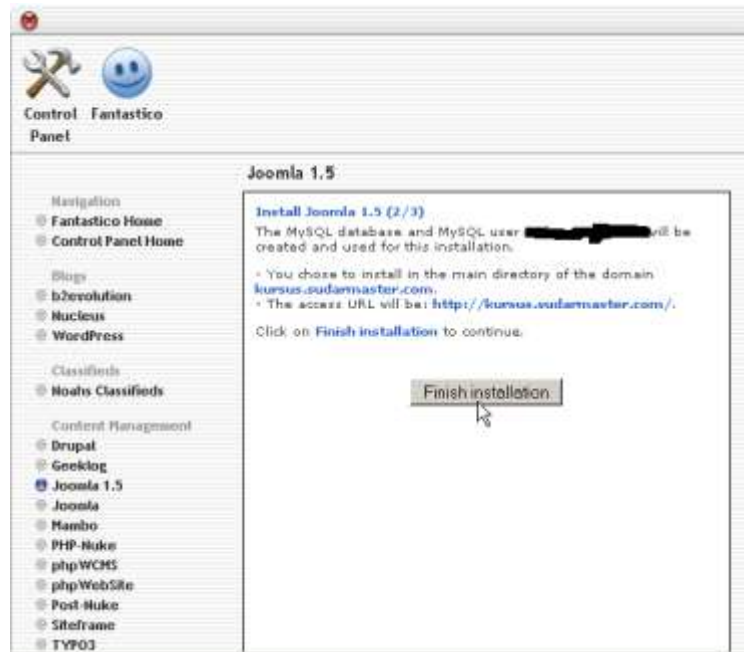 Control Panel
Fantastico
Joomla 1.5
Navigation
Fantastico Home
Control Panel Home
Blogs
b2evolution
Nucleus
WordPress
Classifieds
Noahs Classifieds
Content Management
Drupal
Geeklog
Joomla 1.5
Joomla
Mambo
PHP-Nuke
phpWCMS
phpWebSite
Post-Nuke
Siteframe
TYPO3
Install Joomla 1.5 (2/3)
The MySQL database and MySQL user will be
created and used for this installation.
- You chose to install in the main directory of the domain
kursus.sudarmaster.com.
- The access URL will be: http://kursus.sudarmaster.com/.
Click on Finish installation to continue.
Finish installation